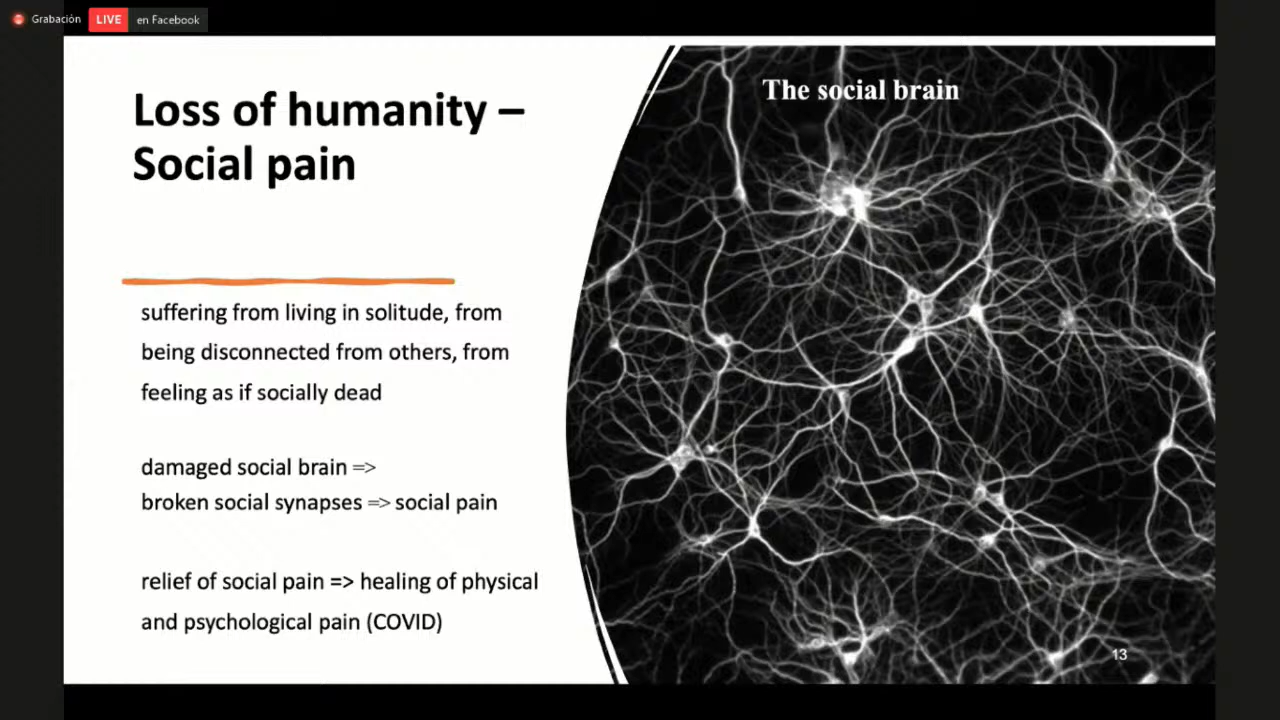 Grabación LIVE en Facebook
Loss of humanity –
Social pain
suffering from living in solitude, from
being disconnected from others, from
feeling as if socially dead
damaged social brain =>
broken social synapses => social pain
relief of social pain => healing of physical
and psychological pain (COVID)
The social brain
13